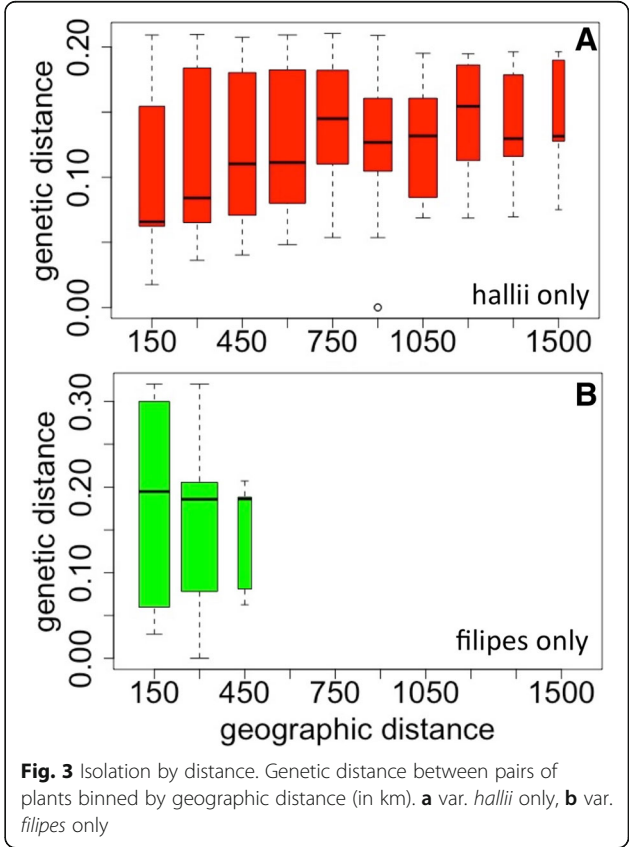 A
genetic distance
0.20
0.10
0.00
hallii only
150 450 750 1050 1500
B
genetic distance
0.30
0.20
0.10
0.00
filipes only
150 450 750 1050 1500
geographic distance
Fig. 3 Isolation by distance. Genetic distance between pairs of
plants binned by geographic distance (in km). a var. hallii only, b var.
filipes only